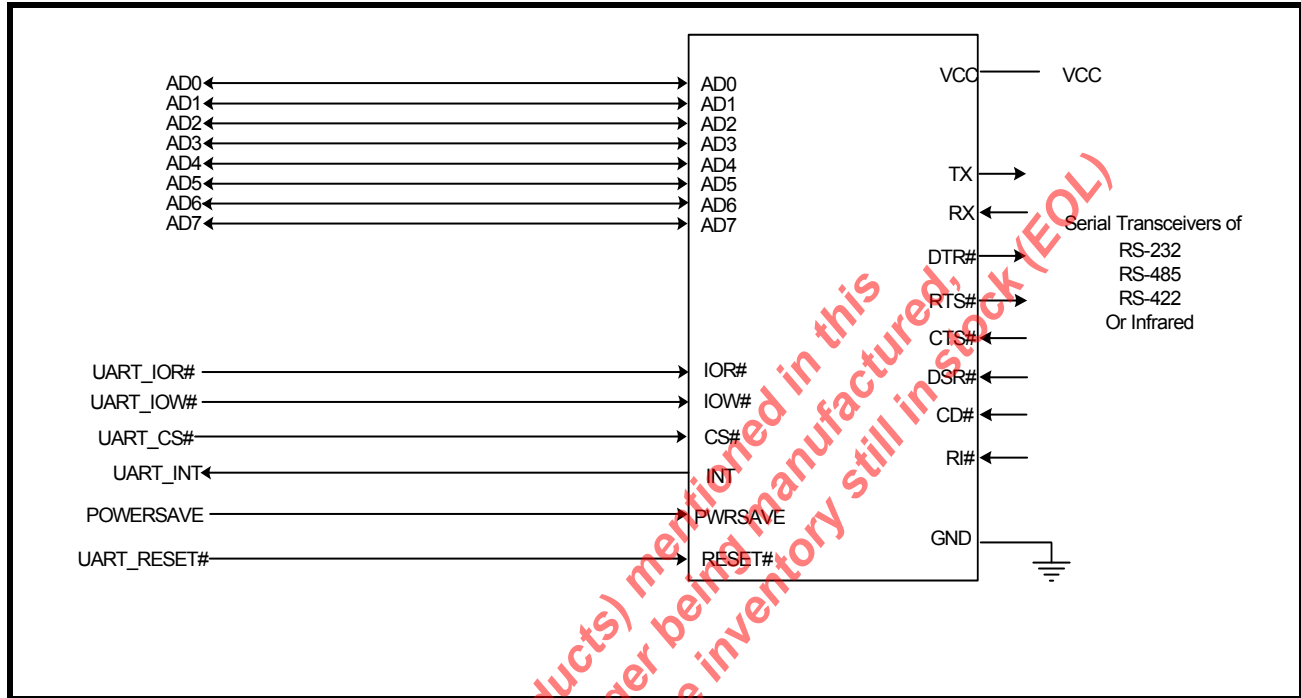 AD0 AD0
AD1 AD1
AD2 AD2
AD3 AD3
AD4 AD4
AD5 AD5
AD6 AD6
AD7 AD7
UART_IOR# IOR#
UART_IOW# IOW#
UART_CS# CS#
UART_INT INT
POWERSAVE PWRSAVE
UART_RESET# RESET#
VCC VCC
TX
RX
DTR#
RTS#
CTS#
DSR#
CD#
RI#
GND
Serial Transceivers of
RS-232
RS-485
RS-422
Or Infrared
mentioned in this
being manufactured,
inventory still in stock (EOL)